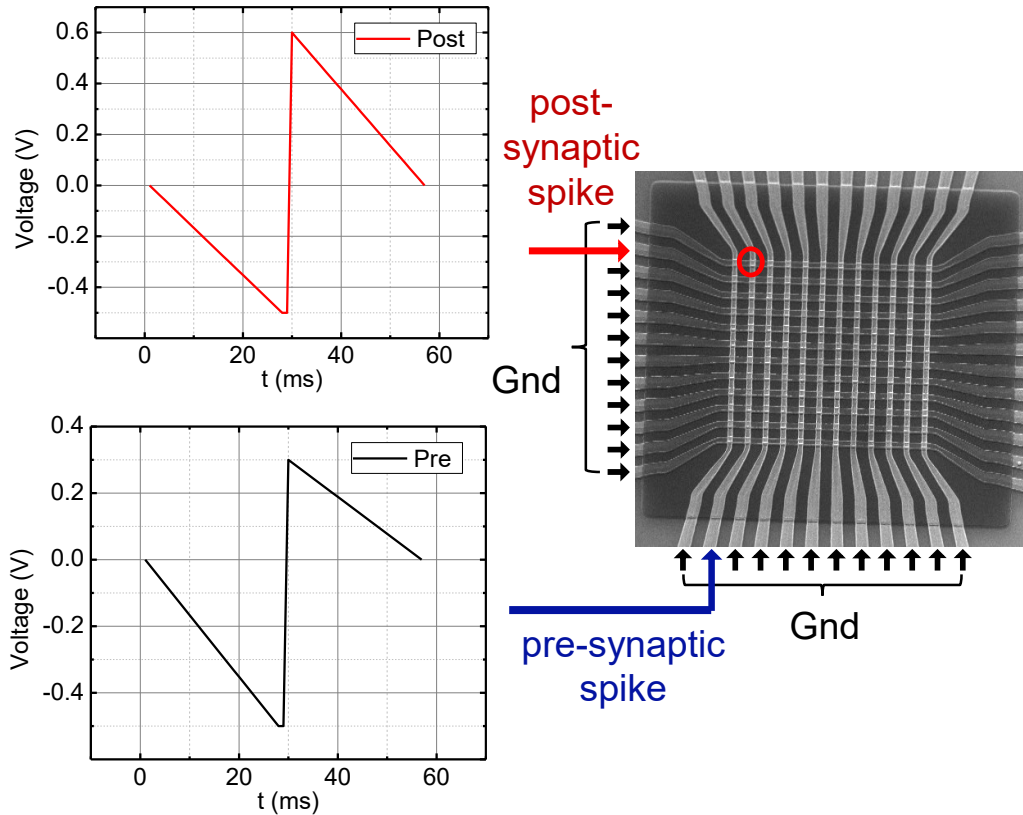 0.6
0.4
0.2
0.0
-0.2
-0.4
Voltage (V)
Post
0
20
40
60
t (ms)
0.4
0.2
0.0
-0.2
-0.4
Voltage (V)
Pre
0
20
40
60
t (ms)
post-
synaptic
spike
Gnd
Gnd
pre-synaptic
spike